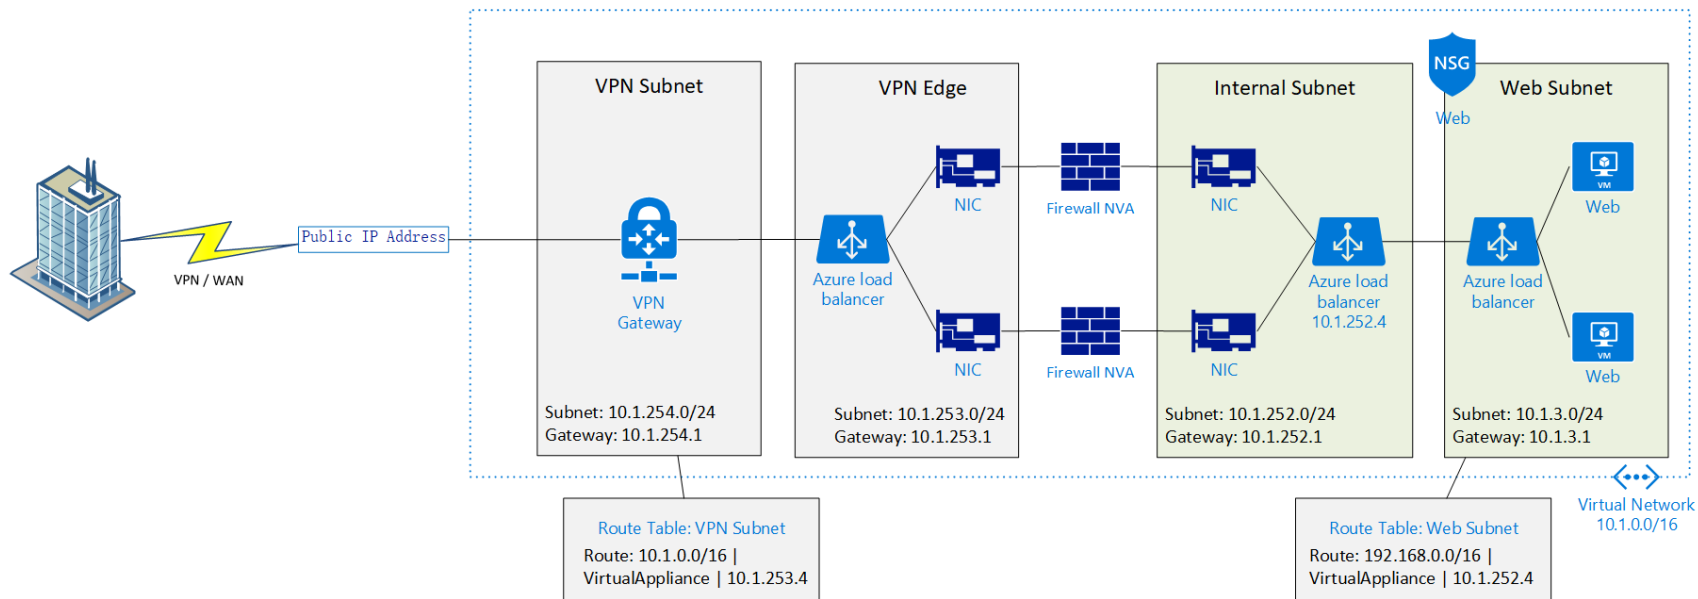 NSG
VPN Subnet
VPN Edge
Internal Subnet
Web Subnet
Web
NIC
Firewall NVA
NIC
VM
Web
Public IP Address
VPN / WAN
VPN
Gateway
Azure load
balancer
Azure load
balancer
10.1.252.4
Azure load
balancer
NIC
Firewall NVA
NIC
VM
Web
Subnet: 10.1.254.0/24
Gateway: 10.1.254.1
Subnet: 10.1.253.0/24
Gateway: 10.1.253.1
Subnet: 10.1.252.0/24
Gateway: 10.1.252.1
Subnet: 10.1.3.0/24
Gateway: 10.1.3.1
Virtual Network
10.1.0.0/16
Route Table: VPN Subnet
Route: 10.1.0.0/16 |
VirtualAppliance | 10.1.253.4
Route Table: Web Subnet
Route: 192.168.0.0/16 |
VirtualAppliance | 10.1.252.4